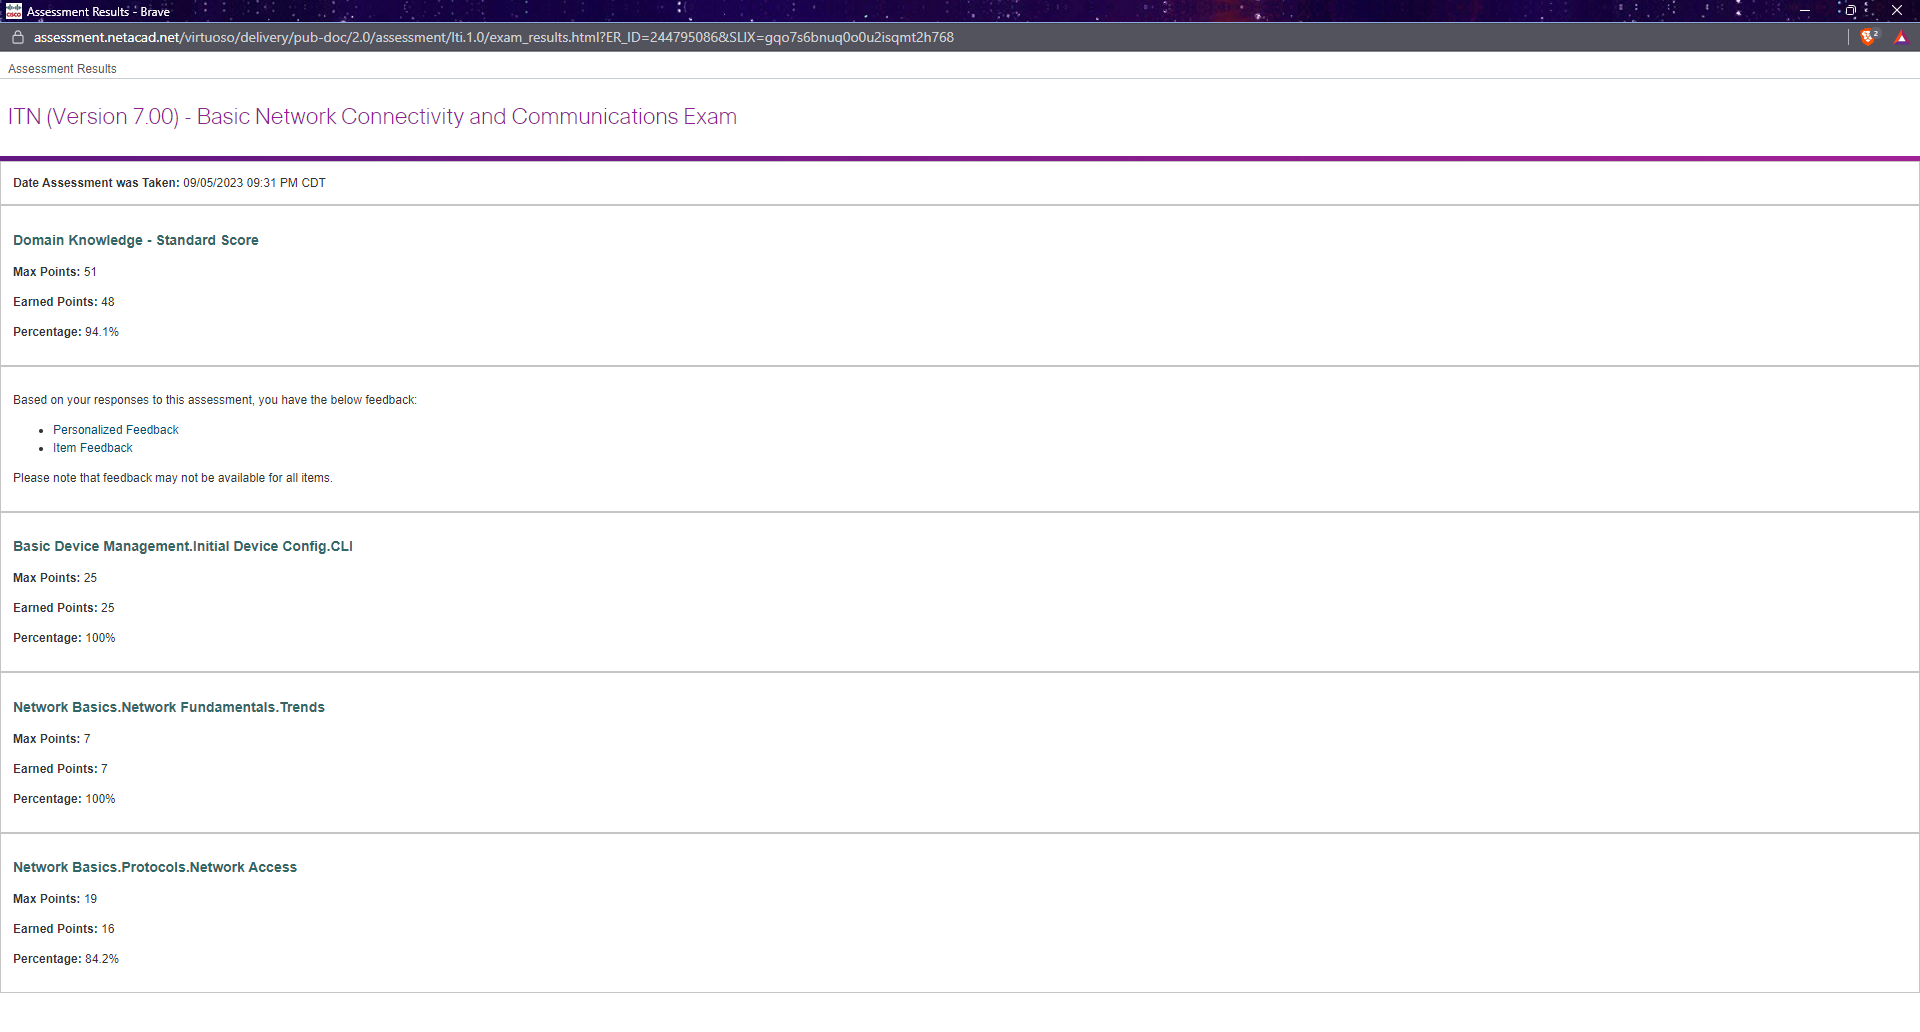 Assessment Results - Brave
assessment.netacad.net/virtuoso/delivery/pub-doc/2.0/assessment/lti.1.0/exam_results.html?ER_ID=244795086&SLIX=gqo7s6bnuq0o0u2isqmt2h768
2
Assessment Results
ITN (Version 7.00) - Basic Network Connectivity and Communications Exam
Date Assessment was Taken: 09/05/2023 09:31 PM CDT
Domain Knowledge - Standard Score
Max Points: 51
Earned Points: 48
Percentage: 94.1%
Based on your responses to this assessment, you have the below feedback:
• Personalized Feedback
• Item Feedback
Please note that feedback may not be available for all items.
Basic Device Management.Initial Device Config.CLI
Max Points: 25
Earned Points: 25
Percentage: 100%
Network Basics.Network Fundamentals.Trends
Max Points: 7
Earned Points: 7
Percentage: 100%
Network Basics.Protocols.Network Access
Max Points: 19
Earned Points: 16
Percentage: 84.2%